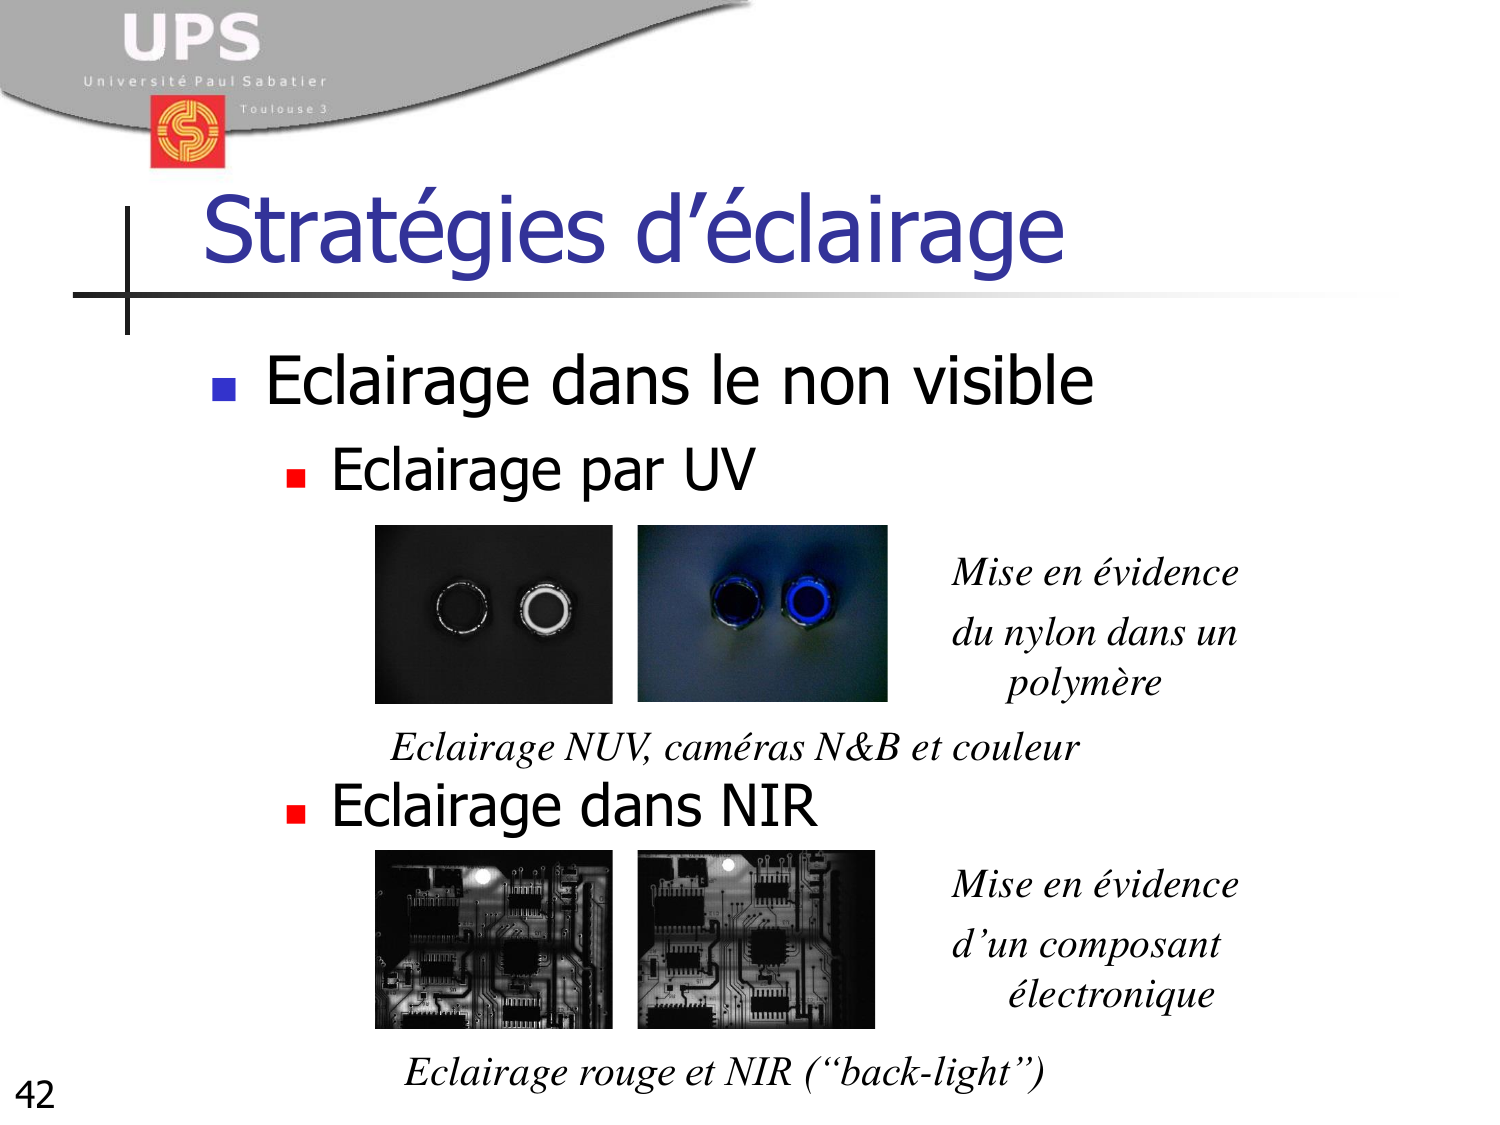 UPS
Université Paul Sabatier
Toulouse 3
Stratégies d’éclairage
Eclairage dans le non visible
Eclairage par UV
Mise en évidence
du nylon dans un
polymère
Eclairage NUV, caméras N&B et couleur
Eclairage dans NIR
Mise en évidence
d’un composant
électronique
Eclairage rouge et NIR (“back-light”)
42